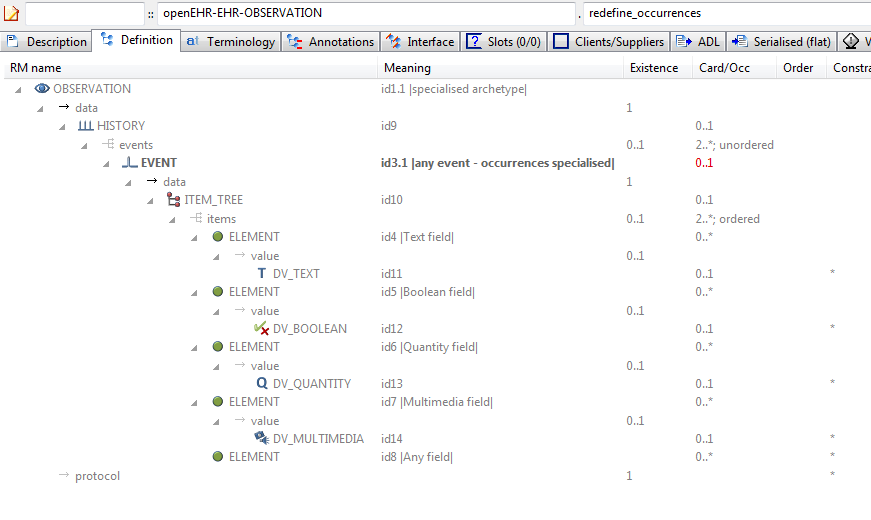 :: openEHR-EHR-OBSERVATION . redefine_occurrences
Description Definition Terminology Annotations Interface Slots (0/0) Clients/Suppliers ADL Serialised (flat) V
RM name Meaning Existence Card/Occ Order Constra
OBSERVATION id1.1 |specialised archetype|
data 1
HISTORY id9 0..1
events 0..1 2..*; unordered
EVENT id3.1 |any event - occurrences specialised| 0..1
data 1
ITEM_TREE id10 0..1
items 0..1 2..*; ordered
ELEMENT id4 |Text field| 0..*
value 0..1
T DV_TEXT id11 0..1 *
ELEMENT id5 |Boolean field| 0..*
value 0..1
DV_BOOLEAN id12 0..1 *
ELEMENT id6 |Quantity field| 0..*
value 0..1
Q DV_QUANTITY id13 0..1 *
ELEMENT id7 |Multimedia field| 0..*
value 0..1
DV_MULTIMEDIA id14 0..1 *
ELEMENT id8 |Any field| 0..* *
protocol 1 *